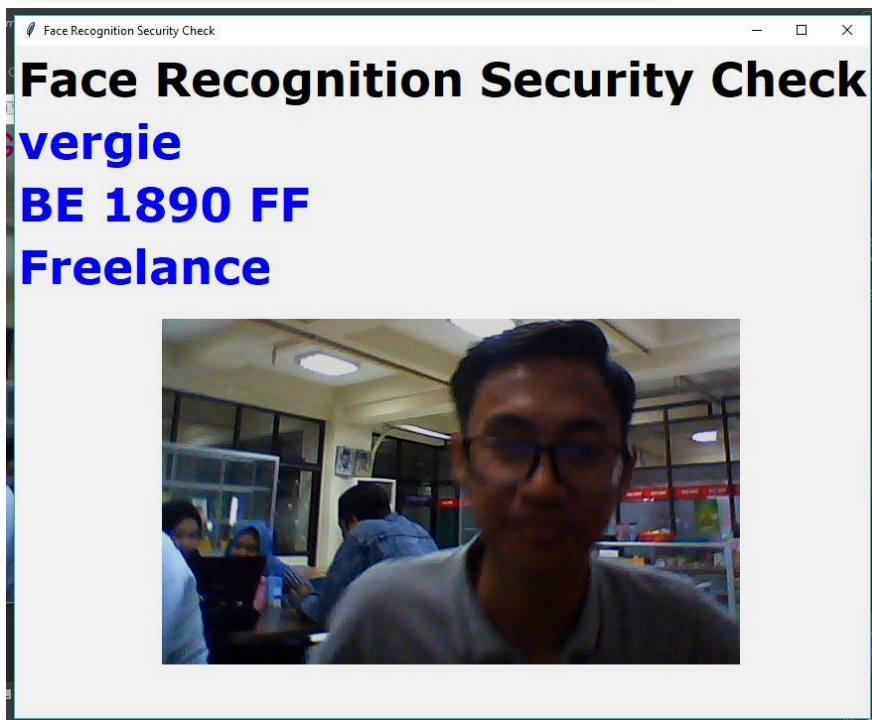 Face Recognition Security Check
Face Recognition Security Check
vergie
BE 1890 FF
Freelance